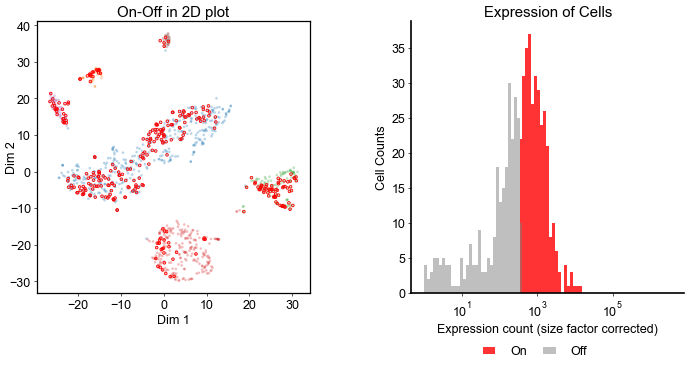 On-Off in 2D plot
40
30
20
10
0
−10
−20
−30
Dim 2
−20 −10 0 10 20 30
Dim 1
Expression of Cells
35
30
25
20
15
10
5
0
Cell Counts
10^1 10^3 10^5
Expression count (size factor corrected)
On Off